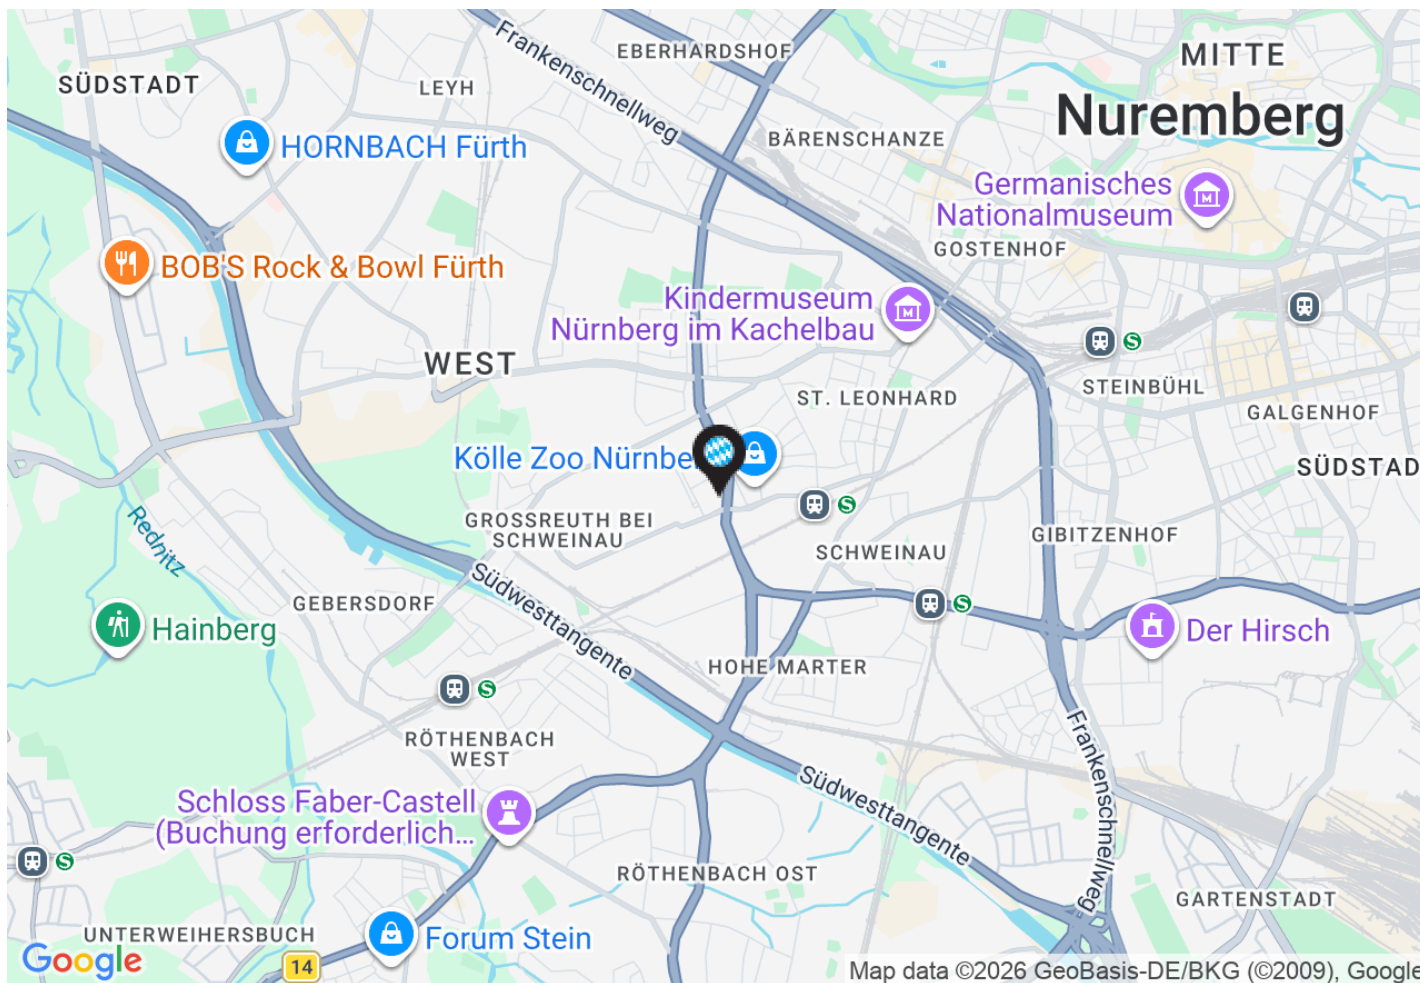 Frankenschnellweg
EBERHARDSHOF
MITTE
SÜDSTADT
LEYH
Nuremberg
BÄRENSCHANZE
HORNBACH Fürth
Germanisches
Nationalmuseum
GOSTENHOF
BOB'S Rock & Bowl Fürth
Kindermuseum
Nürnberg im Kachelbau
S
WEST
STEINBÜHL
ST. LEONHARD
GALGENHOF
Kölle Zoo Nürnbe
SÜDSTAD
S
Rednitz
GROSSREUTH BEI
SCHWEINAU
GIBITZENHOF
SCHWEINAU
Südwesttangente
GEBERSDORF
S
Hainberg
Der Hirsch
HOHE MARTER
S
RÖTHENBACH
WEST
Frankenschnellweg
Südwesttangente
Schloss Faber-Castell
(Buchung erforderlich...
S
RÖTHENBACH OST
GARTENSTADT
UNTERWEIHERSBUCH
Forum Stein
Google
14
Map data ©2026 GeoBasis-DE/BKG (©2009), Google